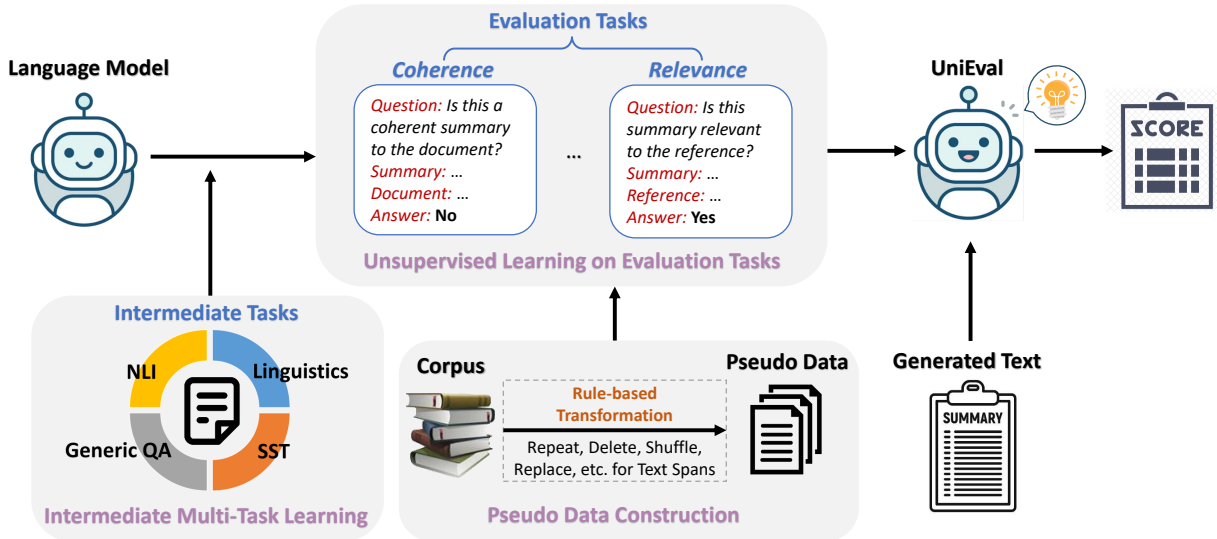 Evaluation Tasks
Language Model
Coherence
Question: Is this a
coherent summary
to the document?
Summary: ...
Document: ...
Answer: No
...
Relevance
Question: Is this
summary relevant
to the reference?
Summary: ...
Reference: ...
Answer: Yes
Unsupervised Learning on Evaluation Tasks
UniEval
SCORE
Intermediate Tasks
NLI
Linguistics
Generic QA
SST
Intermediate Multi-Task Learning
Corpus
Rule-based
Transformation
Repeat, Delete, Shuffle,
Replace, etc. for Text Spans
Pseudo Data
Pseudo Data Construction
Generated Text
SUMMARY